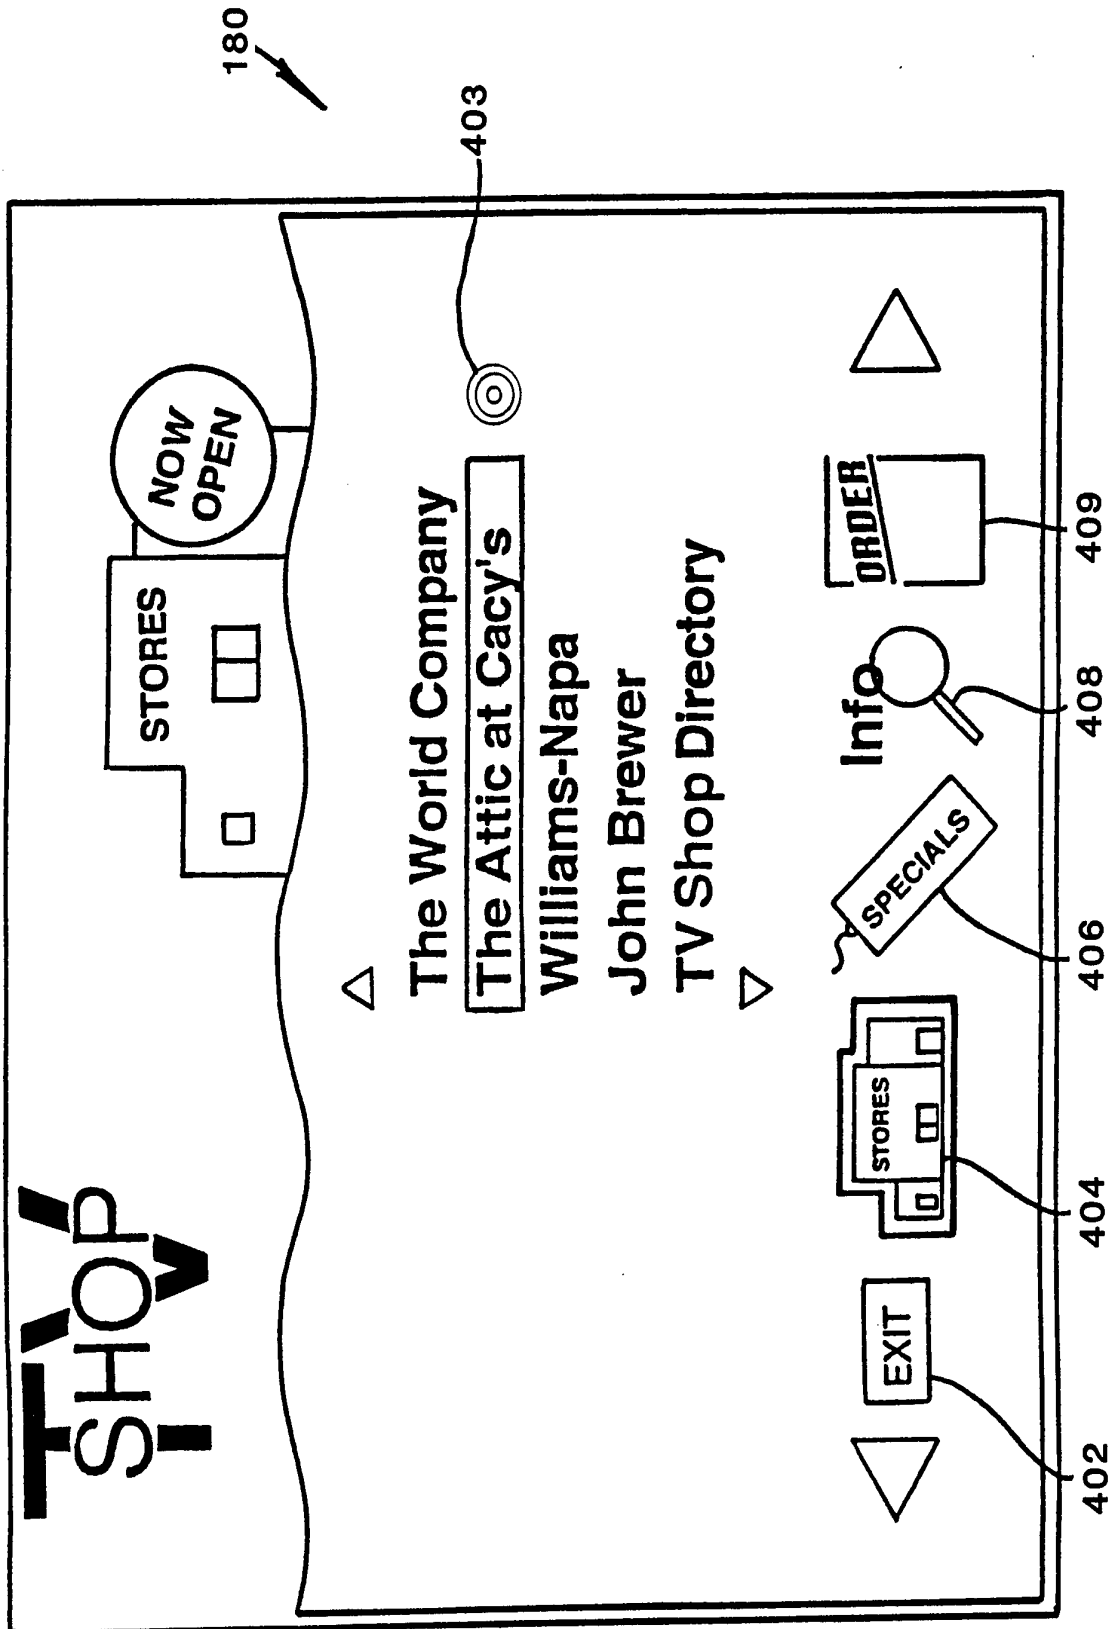 180
TV
SHOP
STORES
NOW
OPEN
403
The World Company
The Attic at Cacy's
Williams-Napa
John Brewer
TV Shop Directory
EXIT
STORES
SPECIALS
Info
ORDER
402
404
406
408
409